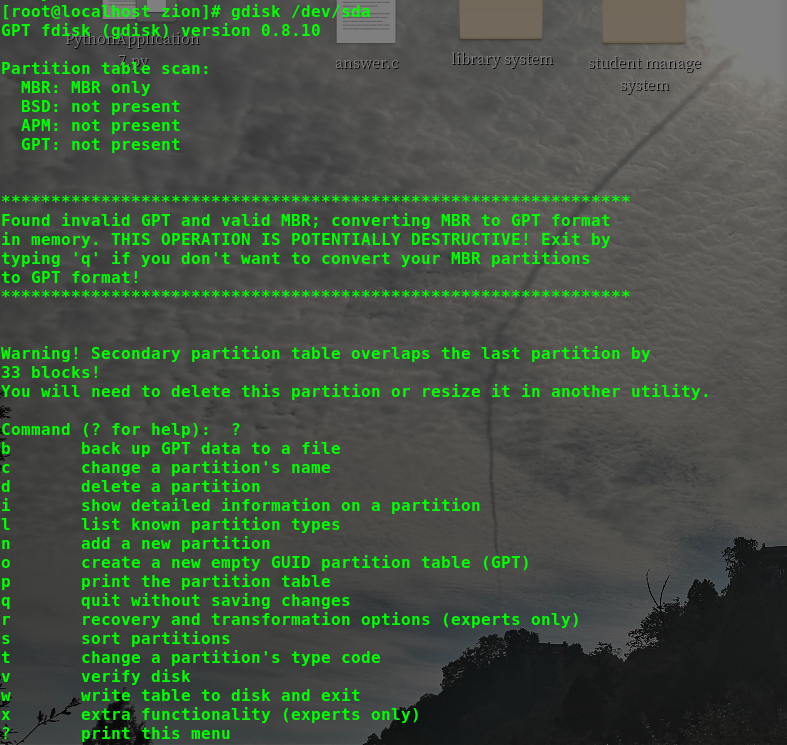 [root@localhost zion]# gdisk /dev/sda
GPT fdisk (gdisk) version 0.8.10
PythonApplication
7.py
answer.c
library system
student manage
system
Partition table scan:
  MBR: MBR only
  BSD: not present
  APM: not present
  GPT: not present
***************************************************************
Found invalid GPT and valid MBR; converting MBR to GPT format
in memory. THIS OPERATION IS POTENTIALLY DESTRUCTIVE! Exit by
typing 'q' if you don't want to convert your MBR partitions
to GPT format!
***************************************************************
Warning! Secondary partition table overlaps the last partition by
33 blocks!
You will need to delete this partition or resize it in another utility.
Command (? for help):  ?
b       back up GPT data to a file
c       change a partition's name
d       delete a partition
i       show detailed information on a partition
l       list known partition types
n       add a new partition
o       create a new empty GUID partition table (GPT)
p       print the partition table
q       quit without saving changes
r       recovery and transformation options (experts only)
s       sort partitions
t       change a partition's type code
v       verify disk
w       write table to disk and exit
x       extra functionality (experts only)
?       print this menu